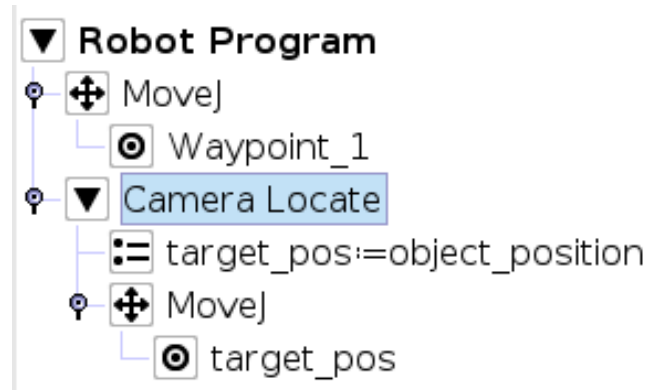 Robot Program
MoveJ
Waypoint_1
Camera Locate
target_pos:=object_position
MoveJ
target_pos